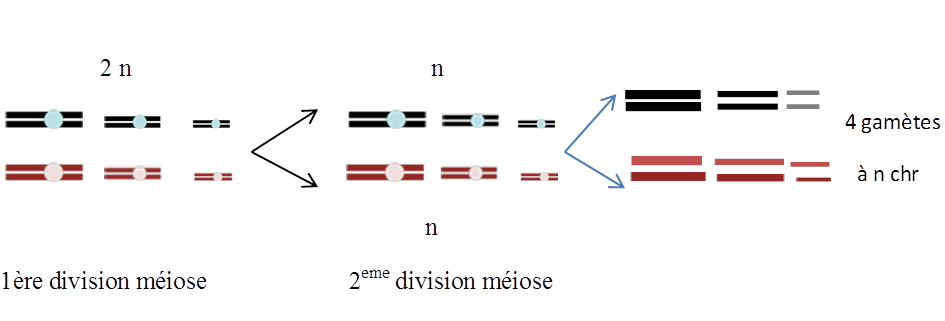 2 n
n
4 gamètes
à n chr
n
1ère division méiose
2eme division méiose